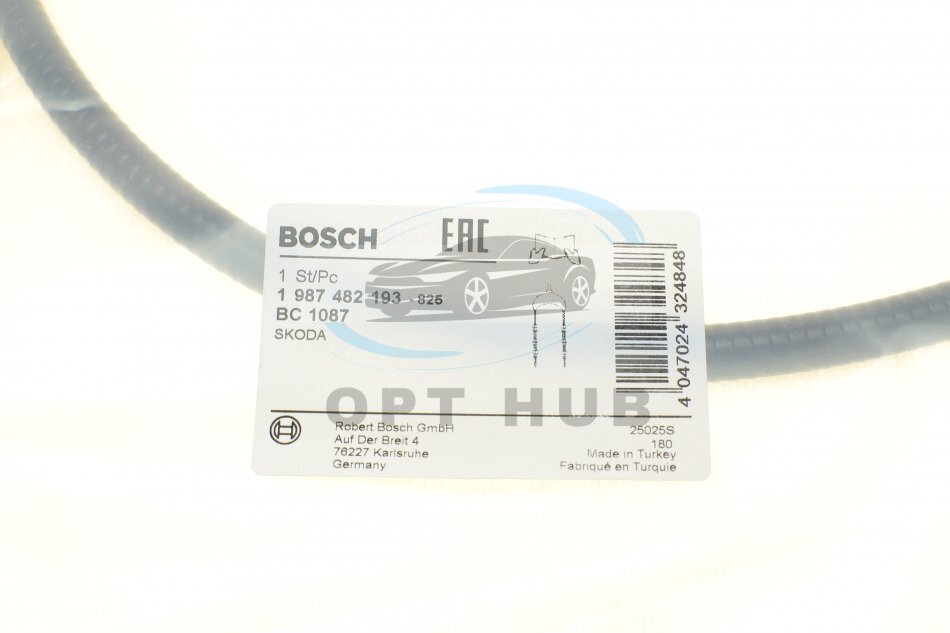 BOSCH
EAC
1 St/Pc
1 987 482 193 - 825
BC 1087
SKODA
4 047024 324848
OPT HUB
Robert Bosch GmbH
Auf Der Breit 4
76227 Karlsruhe
Germany
25025S
180
Made in Turkey
Fabriqué en Turquie